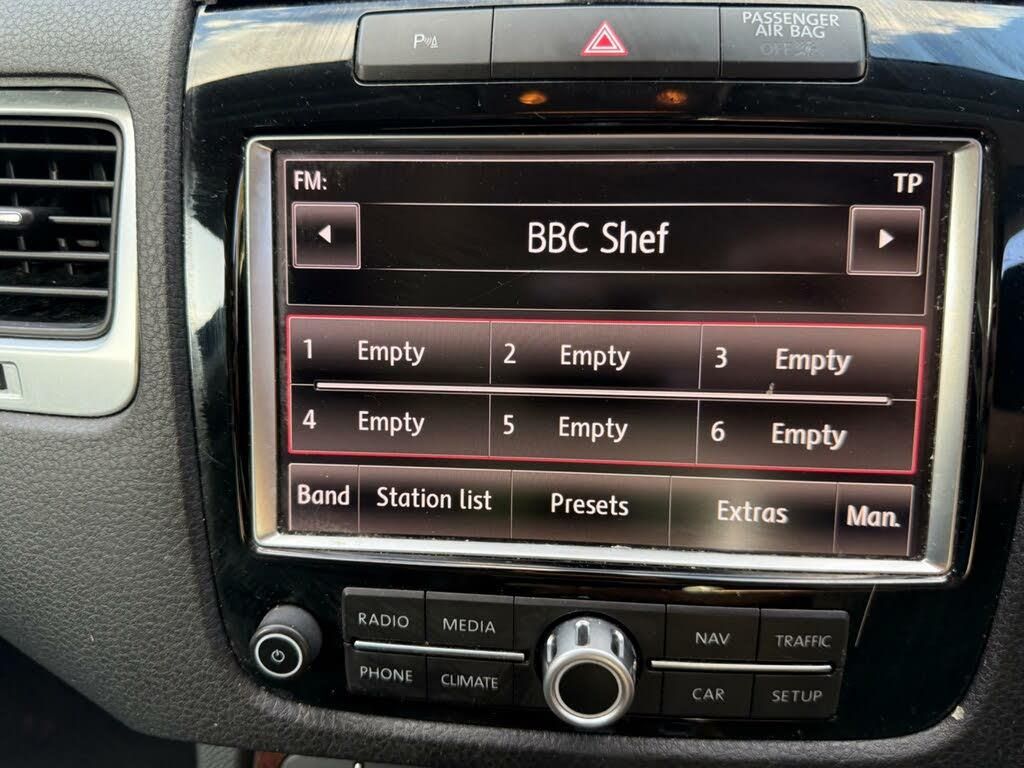 P
PASSENGER
AIR BAG
OFF
FM:
TP
BBC Shef
1 Empty
2 Empty
3 Empty
4 Empty
5 Empty
6 Empty
Band
Station list
Presets
Extras
Man.
RADIO
MEDIA
NAV
TRAFFIC
PHONE
CLIMATE
CAR
SETUP